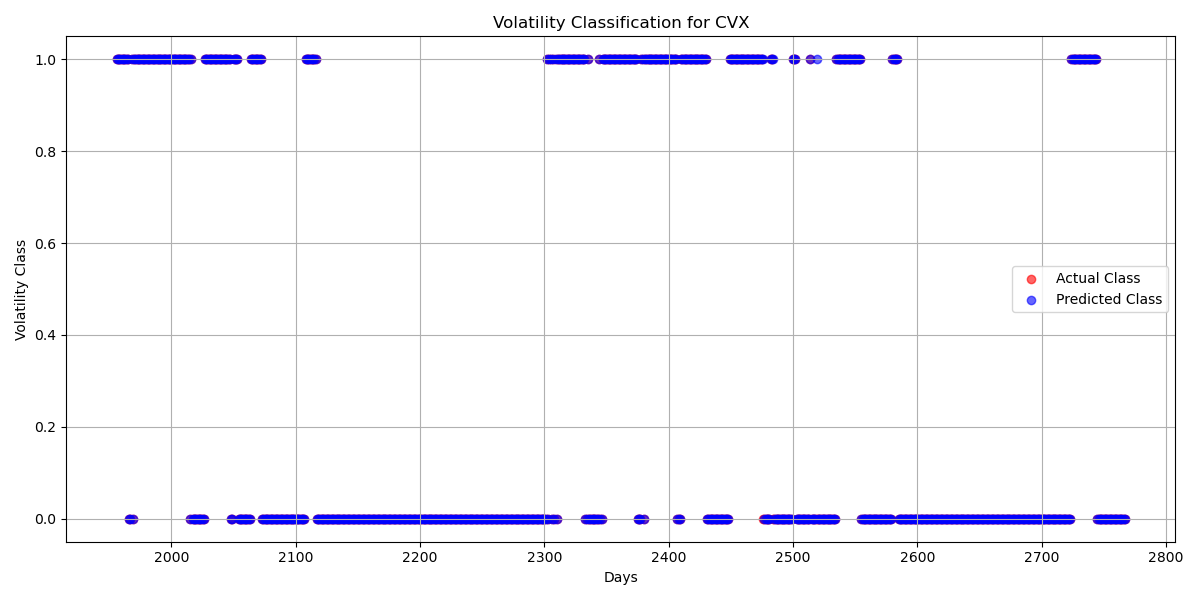 Volatility Classification for CVX
1.0
0.8
0.6
0.4
0.2
0.0
Volatility Class
Actual Class
Predicted Class
2000 2100 2200 2300 2400 2500 2600 2700 2800
Days